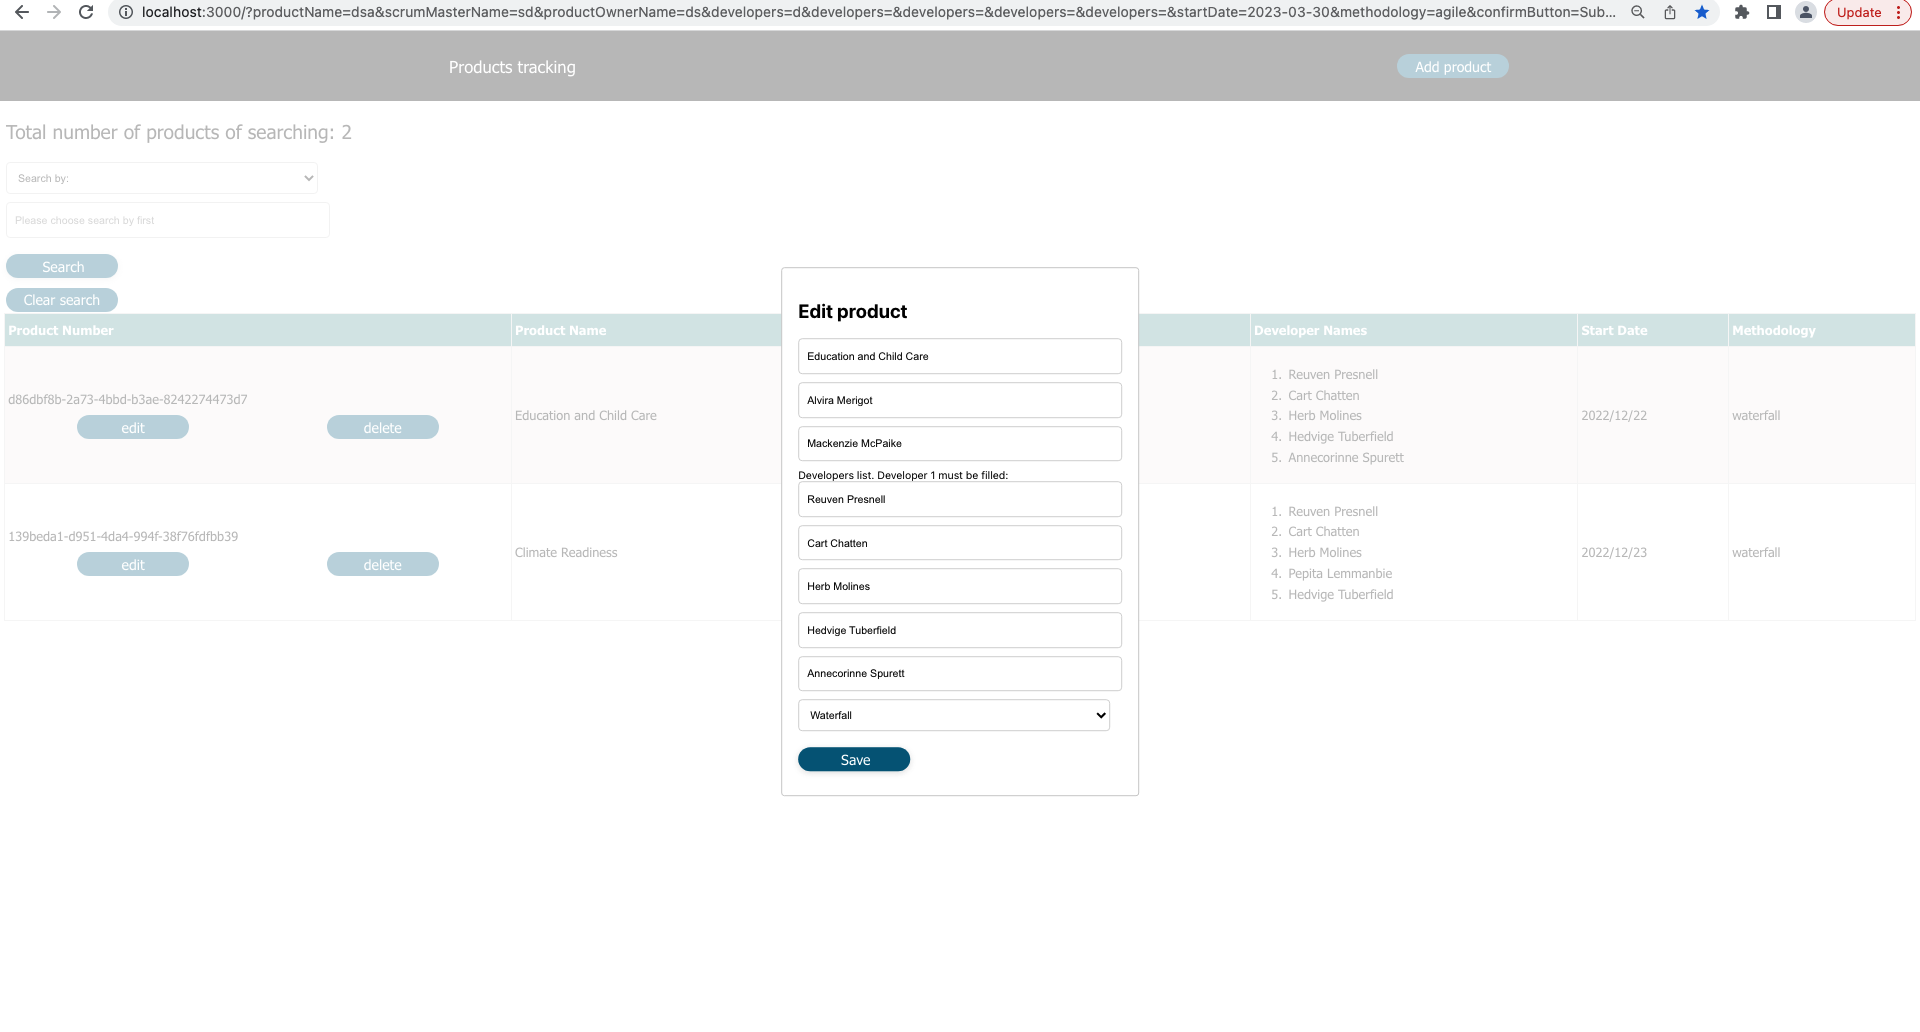 localhost:3000/?productName=dsa&scrumMasterName=sd&productOwnerName=ds&developers=d&developers=&developers=&developers=&developers=&startDate=2023-03-30&methodology=agile&confirmButton=Sub...
Update
Products tracking
Add product
Total number of products of searching: 2
Search by:
Please choose search by first
Search
Clear search
Product Number Product Name Developer Names Start Date Methodology
d86dbf8b-2a73-4bbd-b3ae-8242274473d7
edit delete
Education and Child Care
1. Reuven Presnell
2. Cart Chatten
3. Herb Molines
4. Hedvige Tuberfield
5. Annecorinne Spurett
2022/12/22
waterfall
139beda1-d951-4da4-994f-38f76fdfbb39
edit delete
Climate Readiness
1. Reuven Presnell
2. Cart Chatten
3. Herb Molines
4. Pepita Lemmanbie
5. Hedvige Tuberfield
2022/12/23
waterfall
Edit product
Education and Child Care
Alvira Merigot
Mackenzie McPaike
Developers list. Developer 1 must be filled:
Reuven Presnell
Cart Chatten
Herb Molines
Hedvige Tuberfield
Annecorinne Spurett
Waterfall
Save